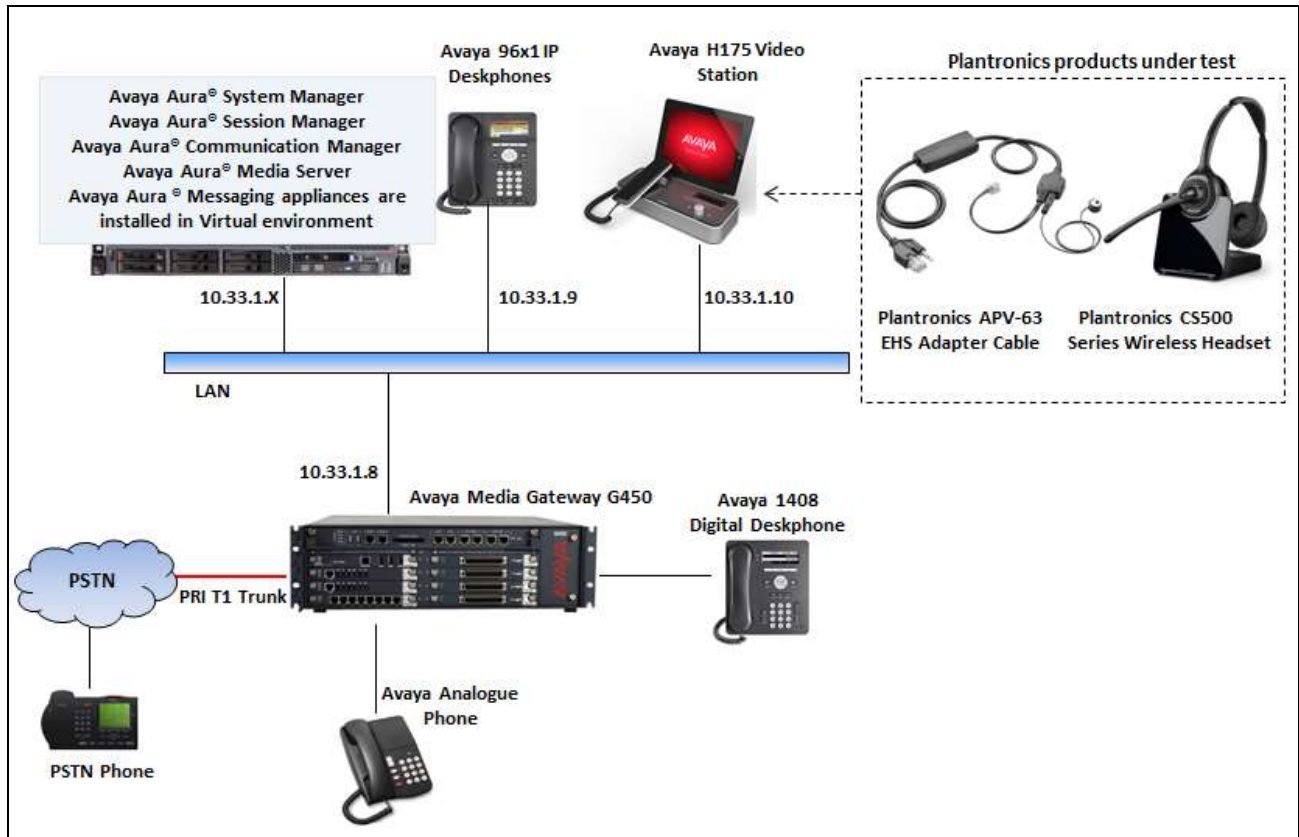 Avaya 96x1 IP
Deskphones
Avaya H175 Video
Station
Plantronics products under test
Avaya Aura® System Manager
Avaya Aura® Session Manager
Avaya Aura® Communication Manager
Avaya Aura® Media Server
Avaya Aura ® Messaging appliances are
installed in Virtual environment
AVAYA
10.33.1.X
10.33.1.9
10.33.1.10
Plantronics APV-63
EHS Adapter Cable
Plantronics CS500
Series Wireless Headset
LAN
10.33.1.8
Avaya Media Gateway G450
Avaya 1408
Digital Deskphone
AVAYA
PSTN
PRI T1 Trunk
Avaya Analogue
Phone
PSTN Phone